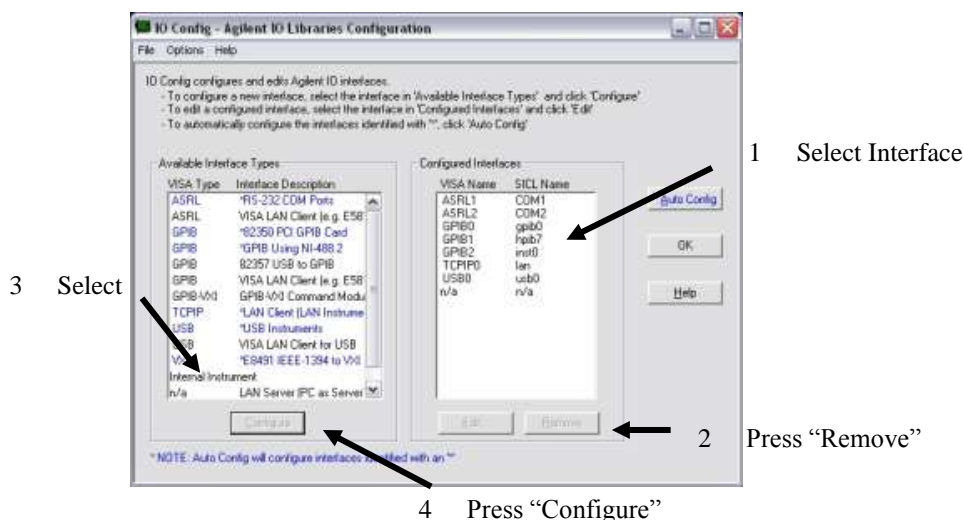 IO Config - Agilent IO Libraries Configuration
File Options Help
IO Config configures and edits Agilent IO interfaces.
- To configure a new interface, select the interface in 'Available Interface Types' and click 'Configure'
- To edit a configured interface, select the interface in 'Configured Interfaces' and click 'Edit'
- To automatically configure the interfaces identified with '*', click 'Auto Config'
1 Select Interface
Available Interface Types
VISA Type Interface Description
ASRL *RS-232 COM Ports
ASRL VISA LAN Client (e.g. E58
GPIB *82350 PCI GPIB Card
GPIB *GPIB Using NI-488.2
GPIB 82357 USB to GPIB
GPIB VISA LAN Client (e.g. E58
GPIB-VXI GPIB-VXI Command Modu
TCPIP *LAN Client (LAN Instrume
USB *USB Instruments
USB VISA LAN Client for USB
VXI *E8491 IEEE-1394 to VXI
Internal Instrument
n/a LAN Server (PC as Server
Configure
Configured Interfaces
VISA Name SICL Name
ASRL1 COM1
ASRL2 COM2
GPIB0 gpib0
GPIB1 hpib7
GPIB2 inst0
TCPIP0 lan
USB0 usb0
n/a n/a
Edit Remove
Auto Config
OK
Help
3 Select
2 Press “Remove”
* NOTE: Auto Config will configure interfaces identified with an '*'
4 Press “Configure”